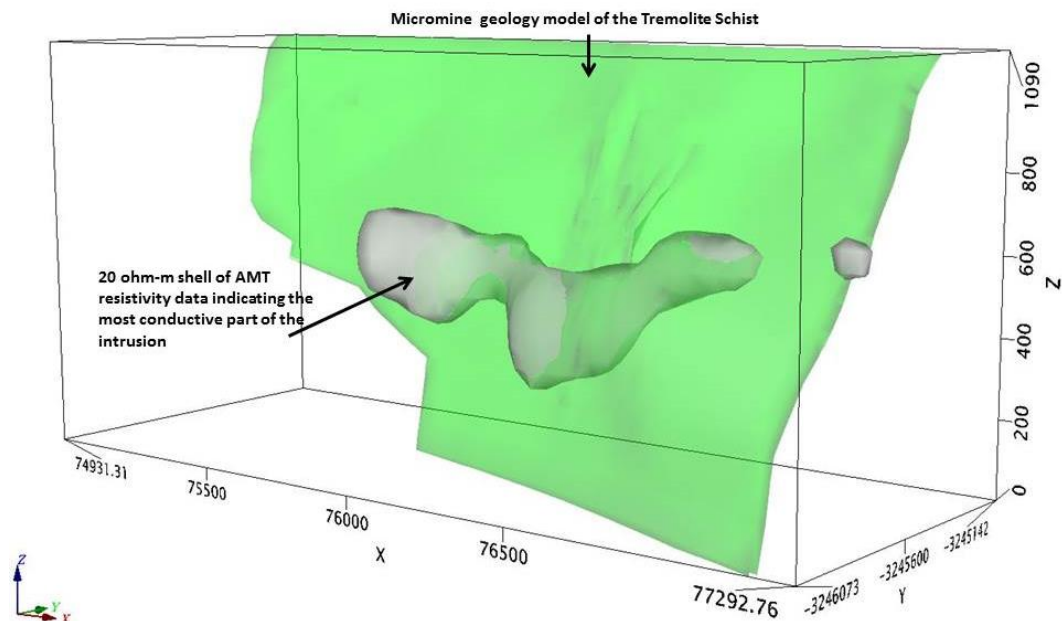 Micromine geology model of the Tremolite Schist
1090
800
600
Z
400
200
0
20 ohm-m shell of AMT
resistivity data indicating the
most conductive part of the
intrusion
74931.31
75500
76000
76500
77292.76
X
-3246073
-3245600
-3245142
Y
Z
Y
X